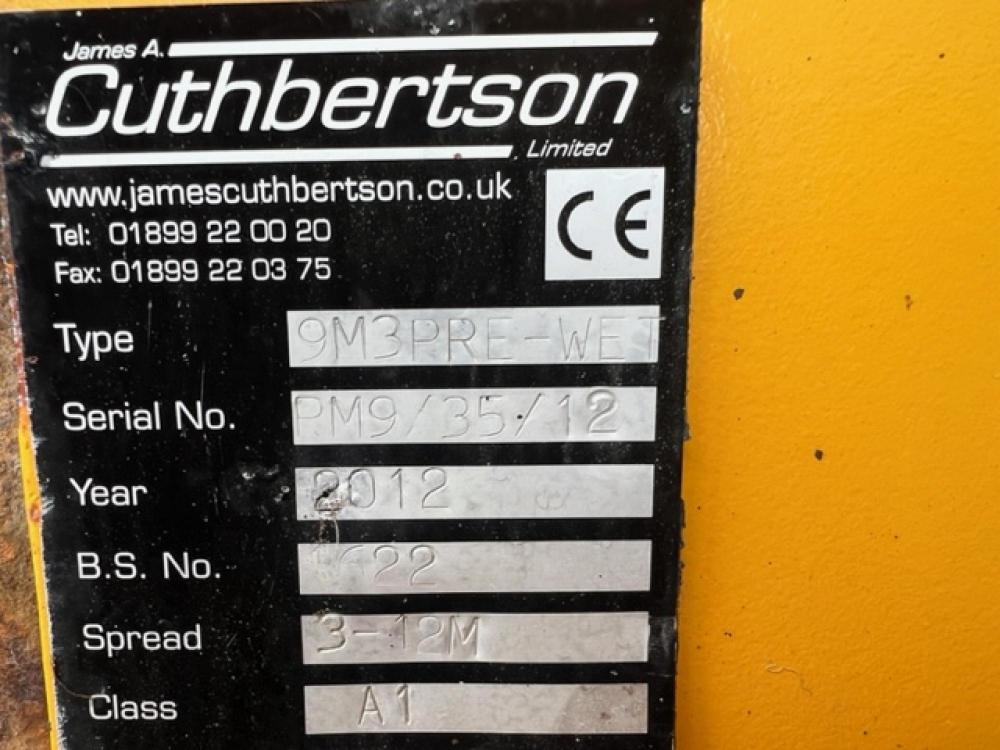 James A.
Cuthbertson
Limited
www.jamescuthbertson.co.uk
Tel: 01899 22 00 20
Fax: 01899 22 03 75
CE
Type 9M3PRE-WET
Serial No. PM9/35/12
Year 2012
B.S. No. 1622
Spread 3-12M
Class A1